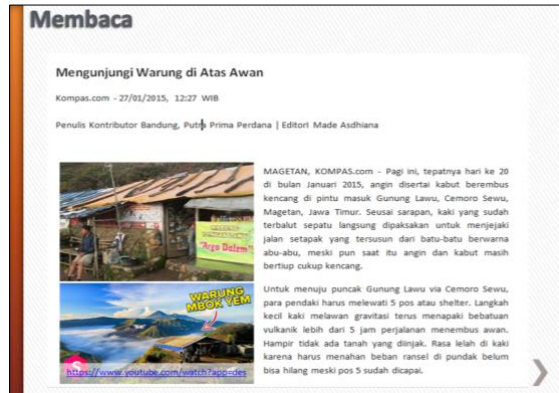 Membaca
Mengunjungi Warung di Atas Awan
Kompas.com - 27/01/2015, 12:27 WIB
Penulis Kontributor Bandung, Putra Prima Perdana | EditorI Made Asdhiana
"Argo Dalem"
WARUNG
MBOK YEM
https://www.youtube.com/watch?app=des
MAGETAN, KOMPAS.com - Pagi ini, tepatnya hari ke 20
di bulan Januari 2015, angin disertai kabut berembus
kencang di pintu masuk Gunung Lawu, Cemoro Sewu,
Magetan, Jawa Timur. Seusai sarapan, kaki yang sudah
terbalut sepatu langsung dipaksakan untuk menjejaki
jalan setapak yang tersusun dari batu-batu berwarna
abu-abu, meski pun saat itu angin dan kabut masih
bertiup cukup kencang.
Untuk menuju puncak Gunung Lawu via Cemoro Sewu,
para pendaki harus melewati 5 pos atau shelter. Langkah
kecil kaki melawan gravitasi terus menapaki bebatuan
vulkanik lebih dari 5 jam perjalanan menembus awan.
Hampir tidak ada tanah yang diinjak. Rasa lelah di kaki
karena harus menahan beban ransel di pundak belum
bisa hilang meski pos 5 sudah dicapai.